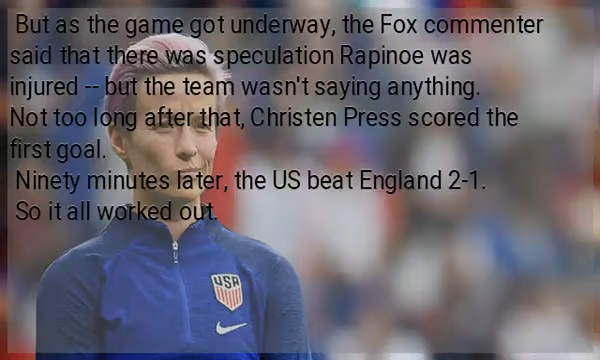 But as the game got underway, the Fox commenter
said that there was speculation Rapinoe was
injured -- but the team wasn't saying anything.
Not too long after that, Christen Press scored the
first goal.
Ninety minutes later, the US beat England 2-1.
So it all worked out.
USA